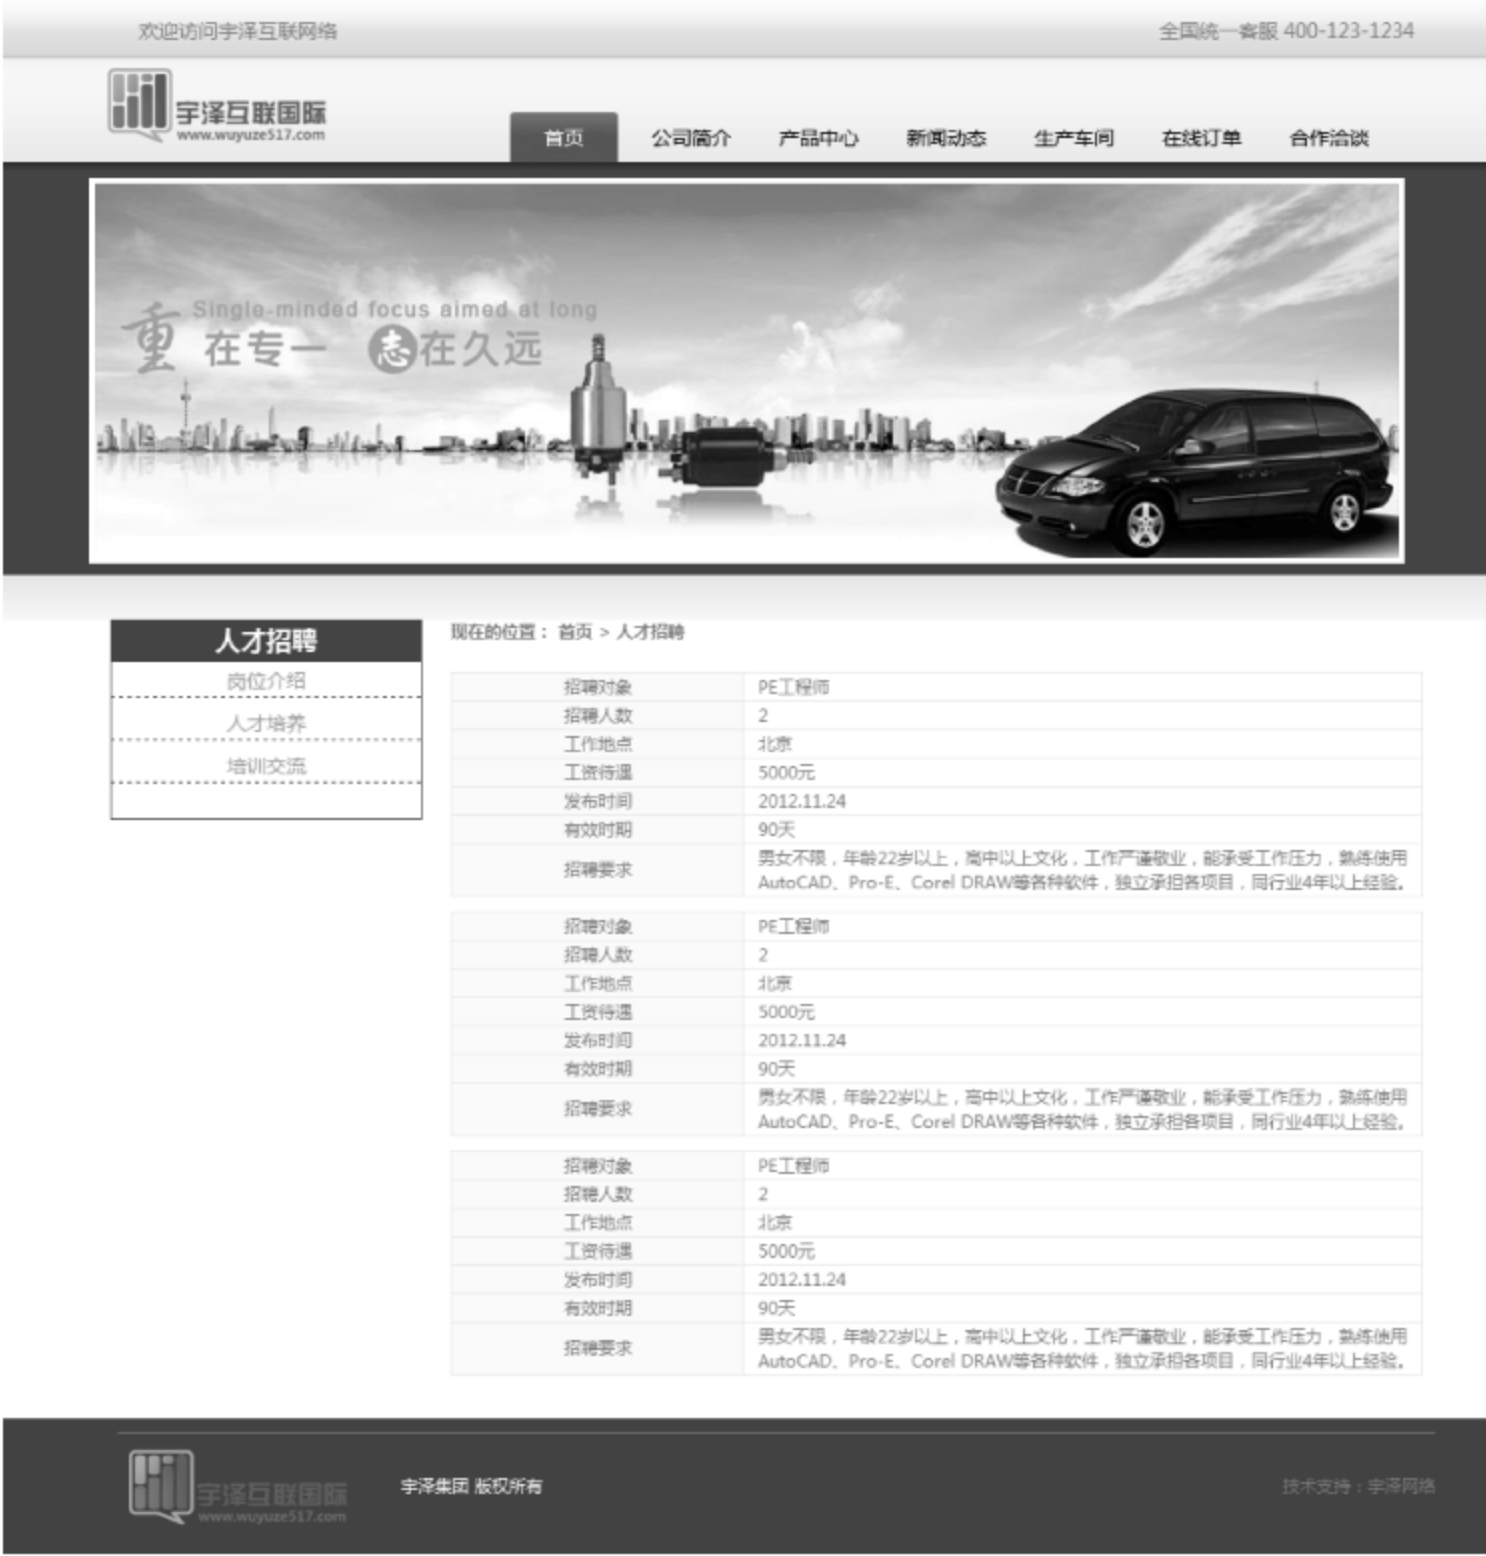 欢迎访问宇泽互联网络
全国统一客服 400-123-1234
宇泽互联国际
www.wuyuze517.com
首页 公司简介 产品中心 新闻动态 生产车间 在线订单 合作洽谈
Single-minded focus aimed at long
重在专一 志在久远
人才招聘
岗位介绍
人才培养
培训交流
现在的位置： 首页 > 人才招聘
招聘对象 PE工程师
招聘人数 2
工作地点 北京
工资待遇 5000元
发布时间 2012.11.24
有效时期 90天
招聘要求 男女不限，年龄22岁以上，高中以上文化，工作严谨敬业，能承受工作压力，熟练使用
AutoCAD、Pro-E、Corel DRAW等各种软件，独立承担各项目，同行业4年以上经验。
招聘对象 PE工程师
招聘人数 2
工作地点 北京
工资待遇 5000元
发布时间 2012.11.24
有效时期 90天
招聘要求 男女不限，年龄22岁以上，高中以上文化，工作严谨敬业，能承受工作压力，熟练使用
AutoCAD、Pro-E、Corel DRAW等各种软件，独立承担各项目，同行业4年以上经验。
招聘对象 PE工程师
招聘人数 2
工作地点 北京
工资待遇 5000元
发布时间 2012.11.24
有效时期 90天
招聘要求 男女不限，年龄22岁以上，高中以上文化，工作严谨敬业，能承受工作压力，熟练使用
AutoCAD、Pro-E、Corel DRAW等各种软件，独立承担各项目，同行业4年以上经验。
宇泽互联国际
www.wuyuze517.com
宇泽集团 版权所有
技术支持：宇泽网络